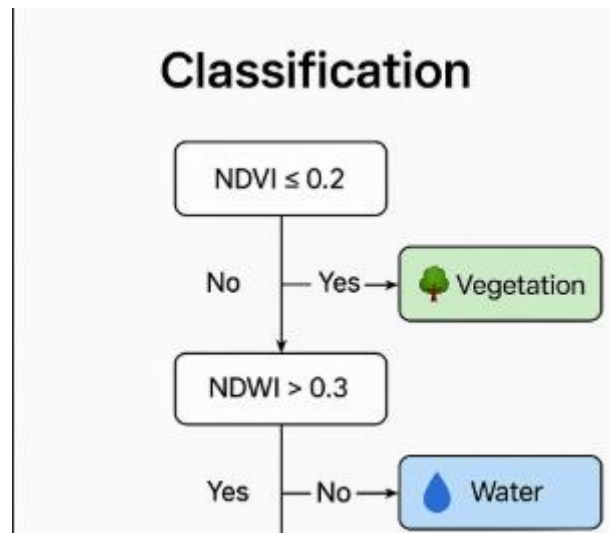 Classification
NDVI ≤ 0.2
No
Yes
Vegetation
NDWI > 0.3
Yes
No
Water